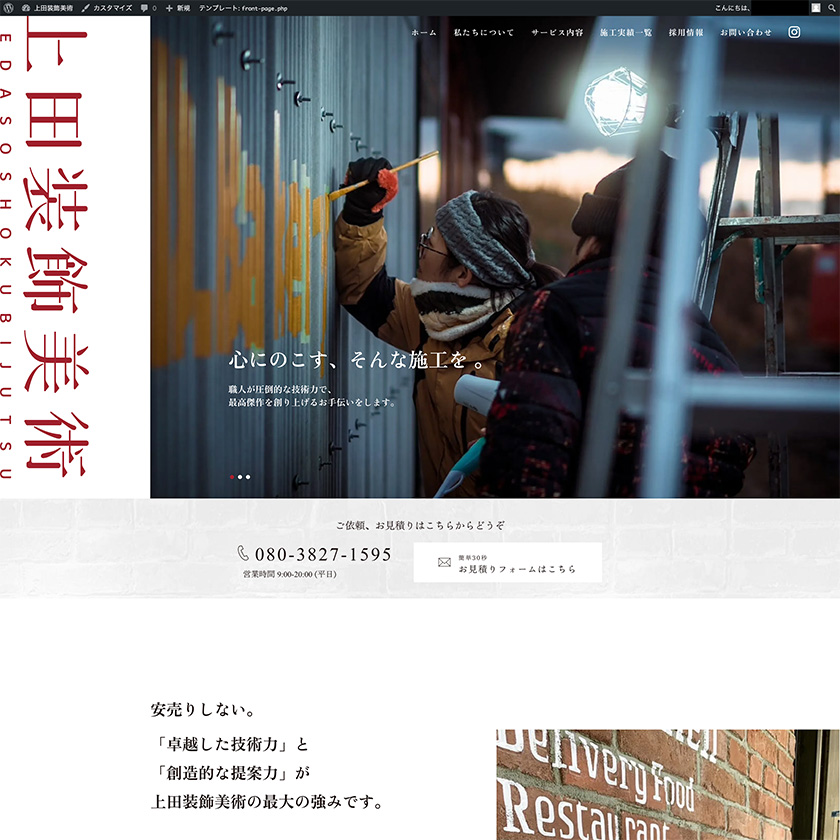 上田装飾美術
カスタマイズ
0
新規
テンプレート: front-page.php
こんにちは、
上田装飾美術
EDASOSHOKUBIJUTSU
ホーム
私たちについて
サービス内容
施工実績一覧
採用情報
お問い合わせ
心にのこす、そんな施工を 。
職人が圧倒的な技術力で、
最高傑作を創り上げるお手伝いをします。
ご依頼、お見積りはこちらからどうぞ
080-3827-1595
営業時間 9:00-20:00 (平日)
簡単30秒
お見積りフォームはこちら
安売りしない。
「卓越した技術力」と
「創造的な提案力」が
上田装飾美術の最大の強みです。
Delivery Food
Restaurant